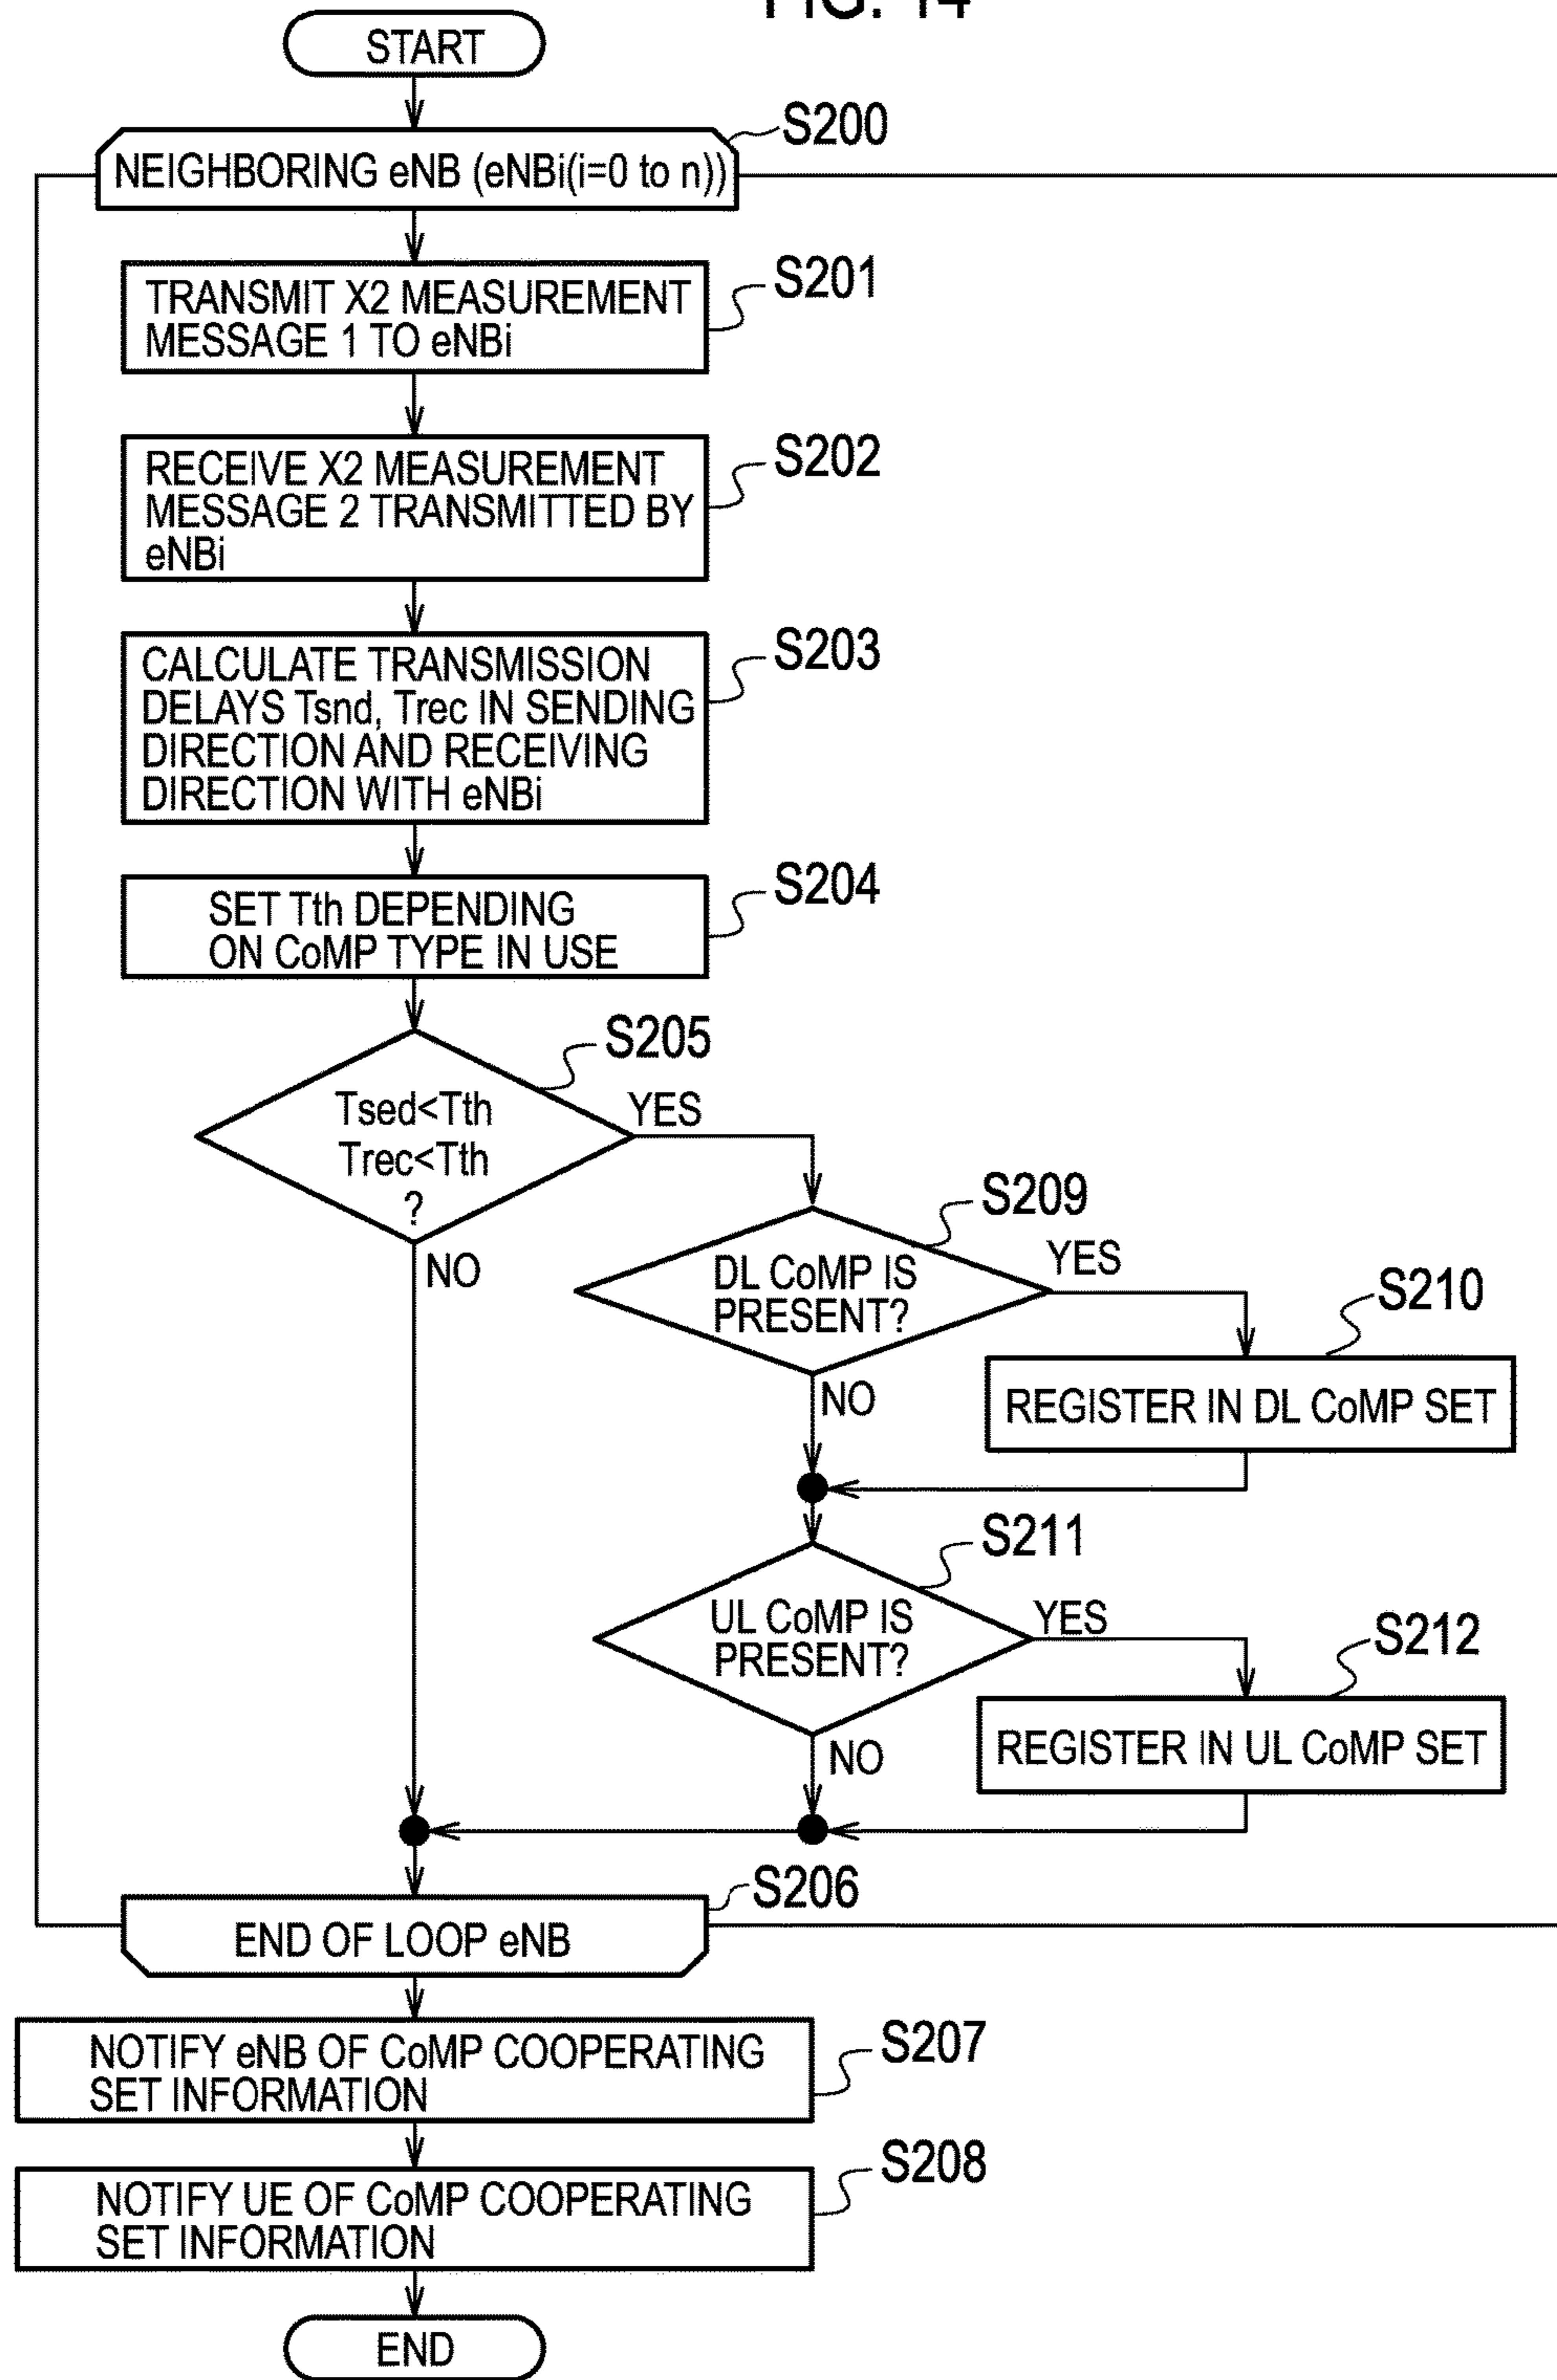 FIG. 14
START
S200
NEIGHBORING eNB (eNBi(i=0 to n))
S201
TRANSMIT X2 MEASUREMENT
MESSAGE 1 TO eNBi
S202
RECEIVE X2 MEASUREMENT
MESSAGE 2 TRANSMITTED BY
eNBi
S203
CALCULATE TRANSMISSION
DELAYS Tsnd, Trec IN SENDING
DIRECTION AND RECEIVING
DIRECTION WITH eNBi
S204
SET Tth DEPENDING
ON CoMP TYPE IN USE
S205
Tsed<Tth
Trec<Tth
?
YES
NO
S209
DL CoMP IS
PRESENT?
YES
NO
S210
REGISTER IN DL CoMP SET
S211
UL CoMP IS
PRESENT?
YES
NO
S212
REGISTER IN UL CoMP SET
S206
END OF LOOP eNB
S207
NOTIFY eNB OF CoMP COOPERATING
SET INFORMATION
S208
NOTIFY UE OF CoMP COOPERATING
SET INFORMATION
END